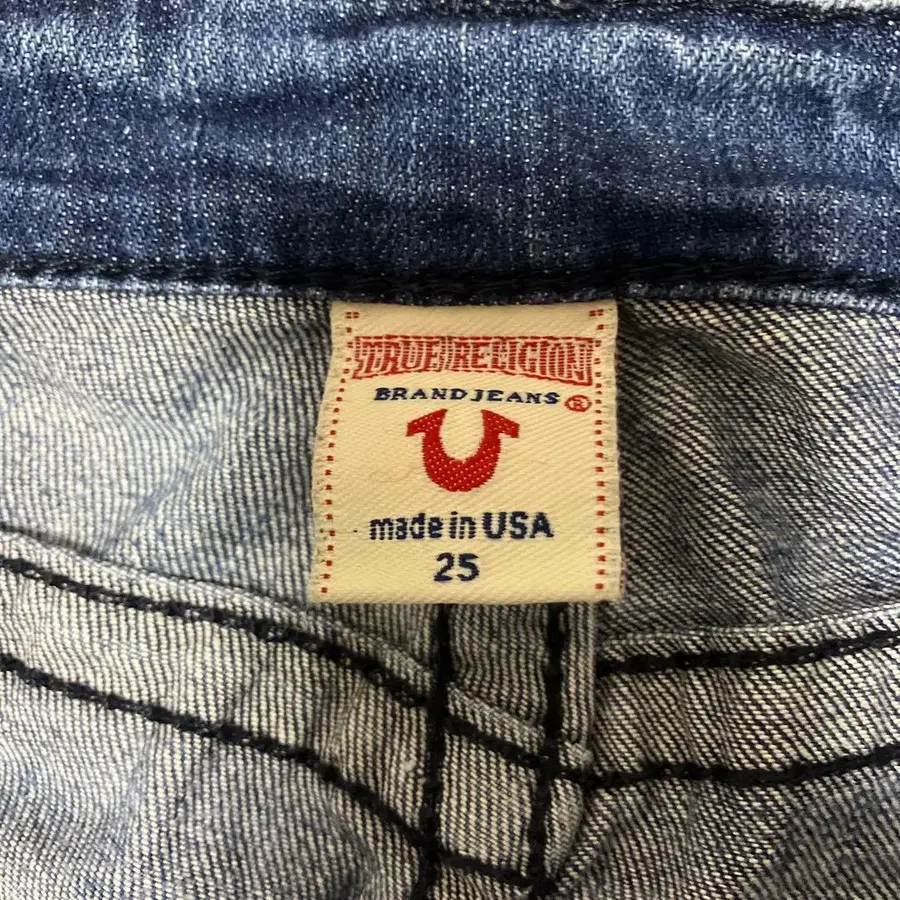 TRUE RELIGION
BRAND JEANS ®
made in USA
25